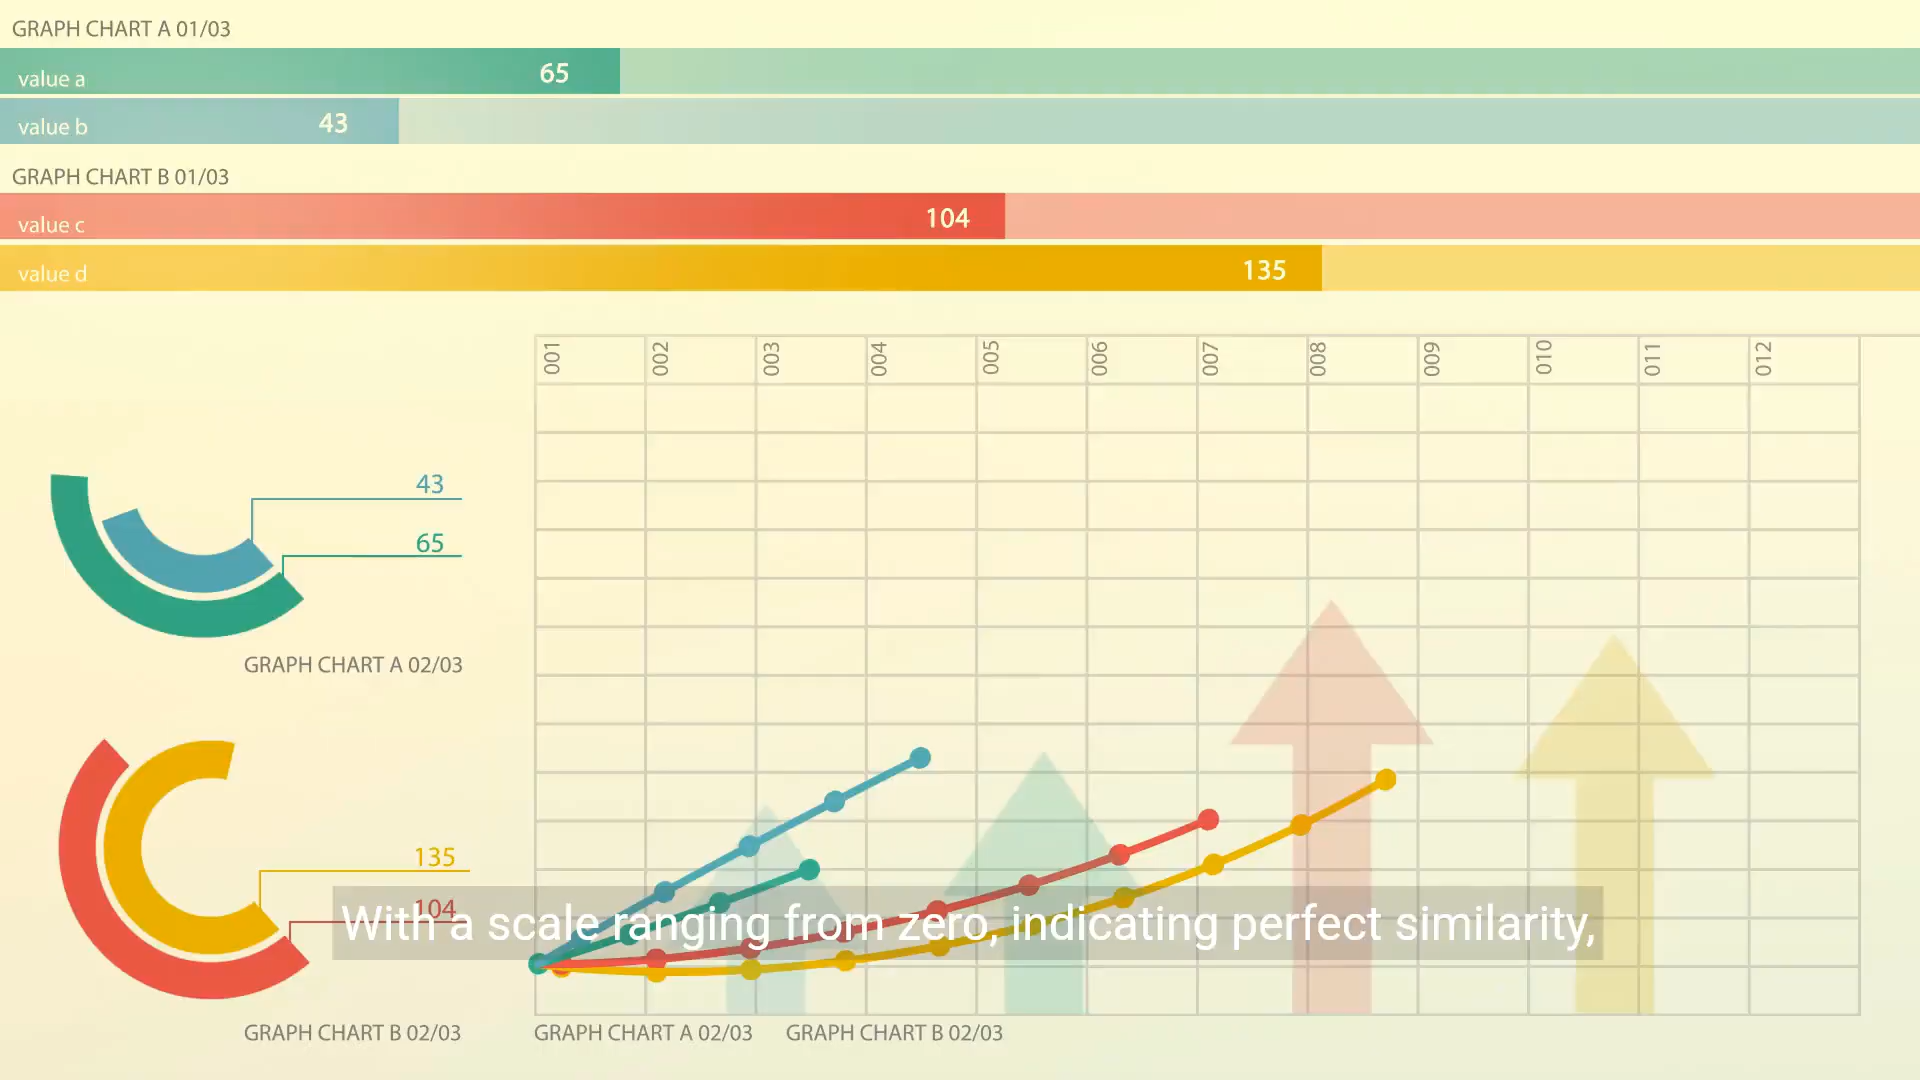 GRAPH CHART A 01/03
value a 65
value b 43
GRAPH CHART B 01/03
value c 104
value d 135
001 002 003 004 005 006 007 008 009 010 011 012
43
65
GRAPH CHART A 02/03
135
104
With a scale ranging from zero, indicating perfect similarity,
GRAPH CHART B 02/03
GRAPH CHART A 02/03 GRAPH CHART B 02/03